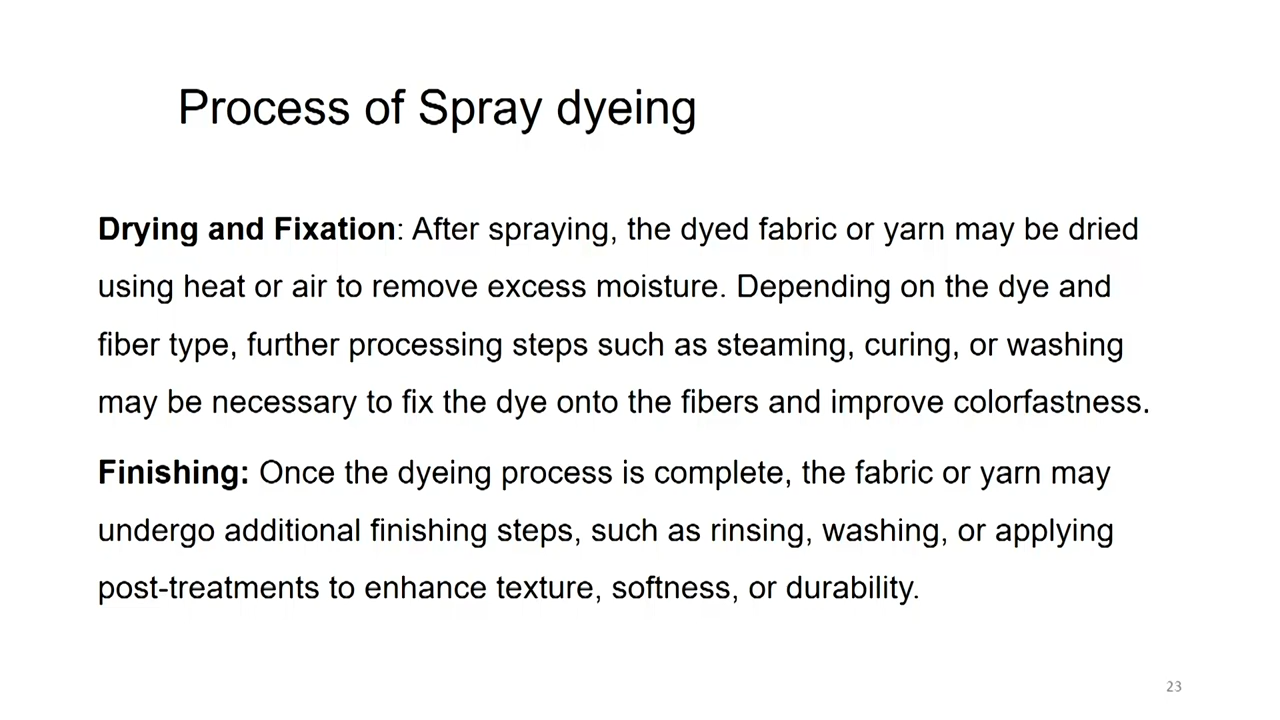 Process of Spray dyeing
Drying and Fixation: After spraying, the dyed fabric or yarn may be dried
using heat or air to remove excess moisture. Depending on the dye and
fiber type, further processing steps such as steaming, curing, or washing
may be necessary to fix the dye onto the fibers and improve colorfastness.
Finishing: Once the dyeing process is complete, the fabric or yarn may
undergo additional finishing steps, such as rinsing, washing, or applying
post-treatments to enhance texture, softness, or durability.
23